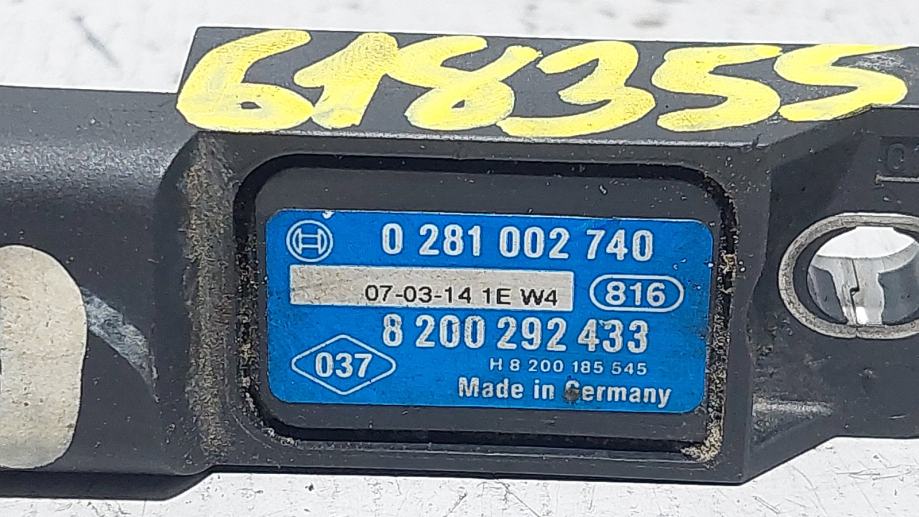 618355
0 281 002 740
07-03-14 1E W4
816
8 200 292 433
037
H 8 200 185 545
Made in Germany